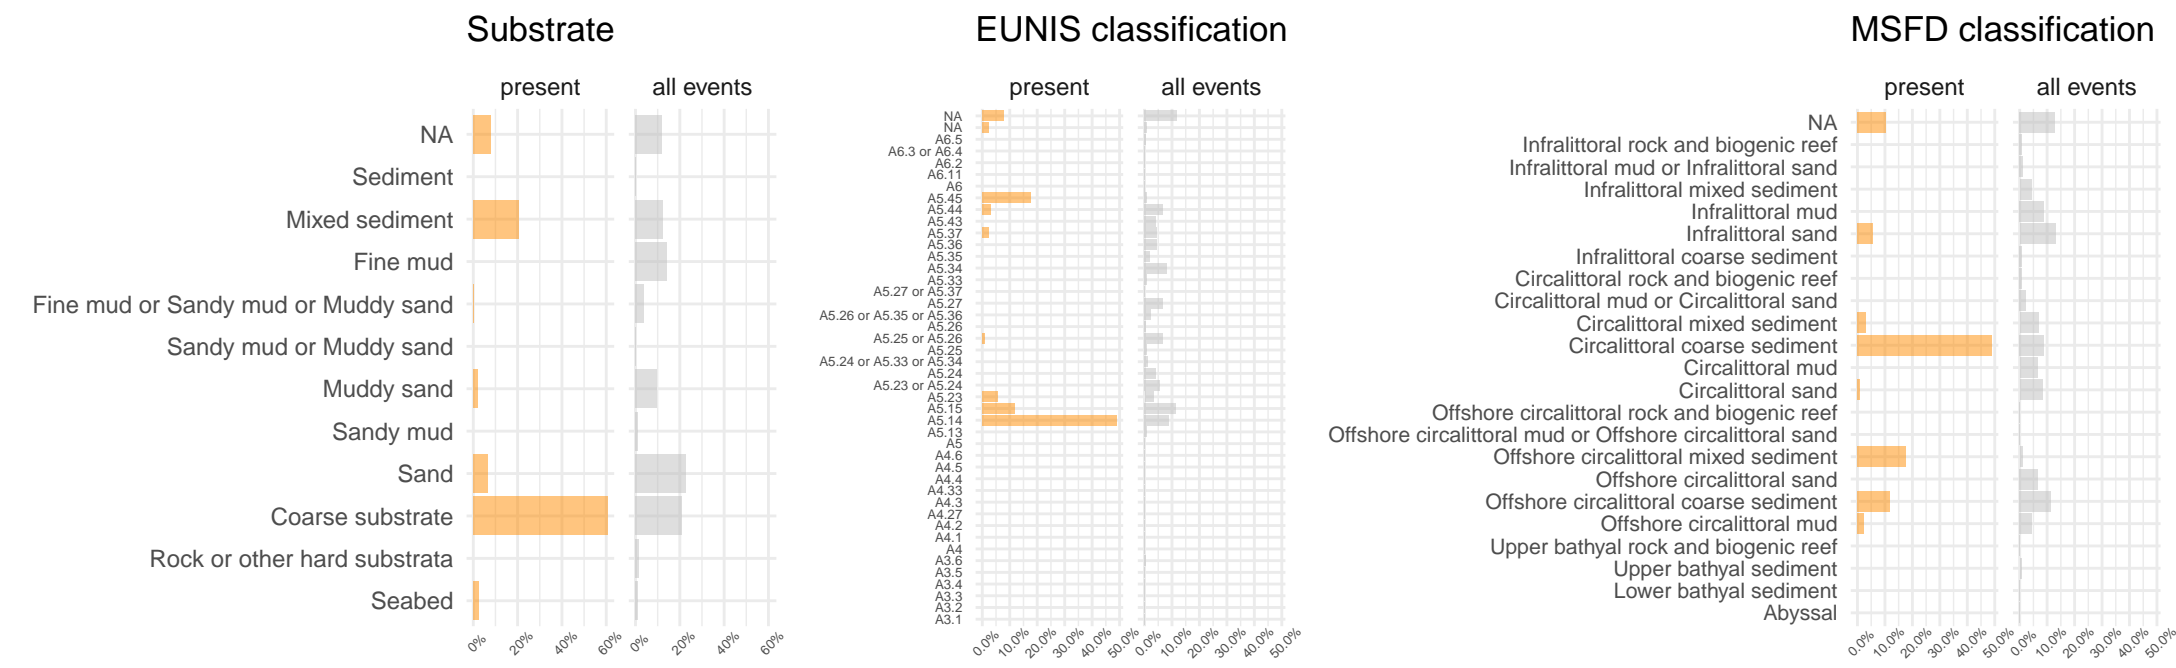 Substrate
present
all events
NA
Sediment
Mixed sediment
Fine mud
Fine mud or Sandy mud or Muddy sand
Sandy mud or Muddy sand
Muddy sand
Sandy mud
Sand
Coarse substrate
Rock or other hard substrata
Seabed
0% 20% 40% 60% 0% 20% 40% 60%
EUNIS classification
present
all events
NA
NA
A6.5
A6.3 or A6.4
A6.2
A6.11
A6
A5.45
A5.44
A5.43
A5.37
A5.36
A5.35
A5.34
A5.33
A5.27 or A5.37
A5.27
A5.26 or A5.35 or A5.36
A5.26
A5.25 or A5.26
A5.25
A5.24 or A5.33 or A5.34
A5.24
A5.23 or A5.24
A5.23
A5.15
A5.14
A5.13
A5
A4.6
A4.5
A4.4
A4.33
A4.3
A4.27
A4.2
A4.1
A4
A3.6
A3.5
A3.4
A3.3
A3.2
A3.1
0.0% 10.0% 20.0% 30.0% 40.0% 50.0% 0.0% 10.0% 20.0% 30.0% 40.0% 50.0%
MSFD classification
present
all events
NA
Infralittoral rock and biogenic reef
Infralittoral mud or Infralittoral sand
Infralittoral mixed sediment
Infralittoral mud
Infralittoral sand
Infralittoral coarse sediment
Circalittoral rock and biogenic reef
Circalittoral mud or Circalittoral sand
Circalittoral mixed sediment
Circalittoral coarse sediment
Circalittoral mud
Circalittoral sand
Offshore circalittoral rock and biogenic reef
Offshore circalittoral mud or Offshore circalittoral sand
Offshore circalittoral mixed sediment
Offshore circalittoral sand
Offshore circalittoral coarse sediment
Offshore circalittoral mud
Upper bathyal rock and biogenic reef
Upper bathyal sediment
Lower bathyal sediment
Abyssal
0.0% 10.0% 20.0% 30.0% 40.0% 50.0% 0.0% 10.0% 20.0% 30.0% 40.0% 50.0%